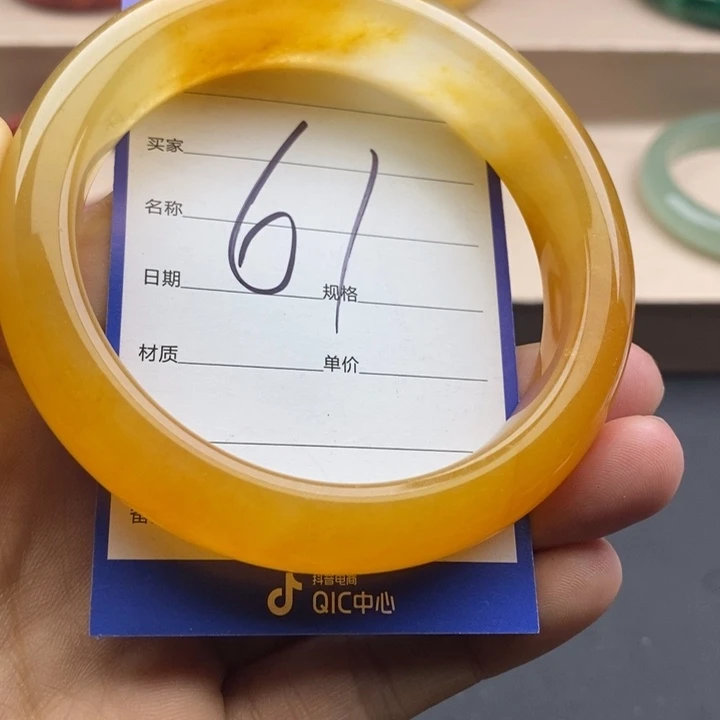 买家
名称
61
日期 规格
材质 单价
抖音电商
QIC中心